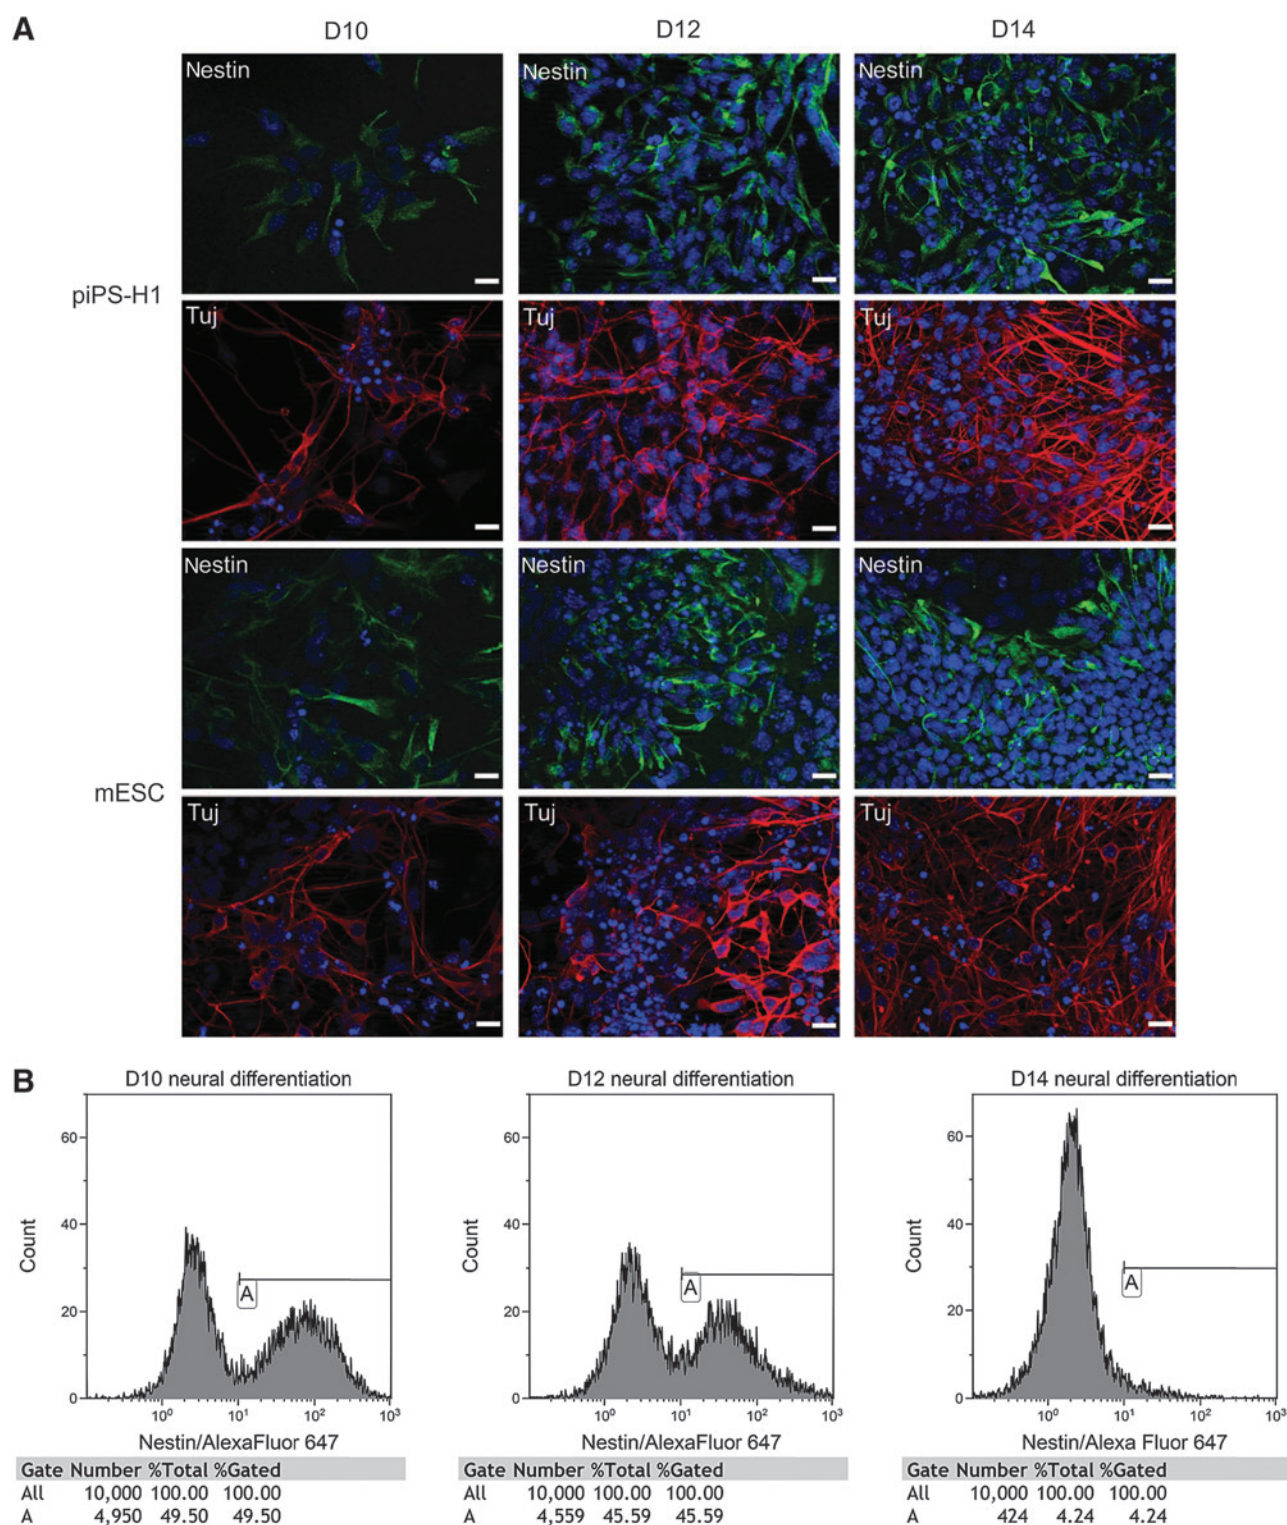 A
D10 D12 D14
Nestin Nestin Nestin
piPS-H1
Tuj Tuj Tuj
Nestin Nestin Nestin
mESC
Tuj Tuj Tuj
B
D10 neural differentiation
60
40
20
0
Count
A
10⁰ 10¹ 10² 10³
Nestin/AlexaFluor 647
Gate Number %Total %Gated
All 10,000 100.00 100.00
A 4,950 49.50 49.50
D12 neural differentiation
60
40
20
0
Count
A
10⁰ 10¹ 10² 10³
Nestin/AlexaFluor 647
Gate Number %Total %Gated
All 10,000 100.00 100.00
A 4,559 45.59 45.59
D14 neural differentiation
60
40
20
0
Count
A
10⁰ 10¹ 10² 10³
Nestin/Alexa Fluor 647
Gate Number %Total %Gated
All 10,000 100.00 100.00
A 424 4.24 4.24